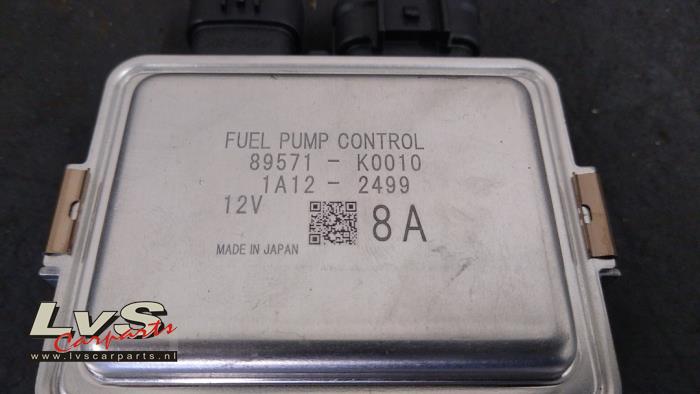 FUEL PUMP CONTROL
89571 - K0010
1A12 - 2499
12V
8A
MADE IN JAPAN
LvS
Carparts
www.lvscarparts.nl